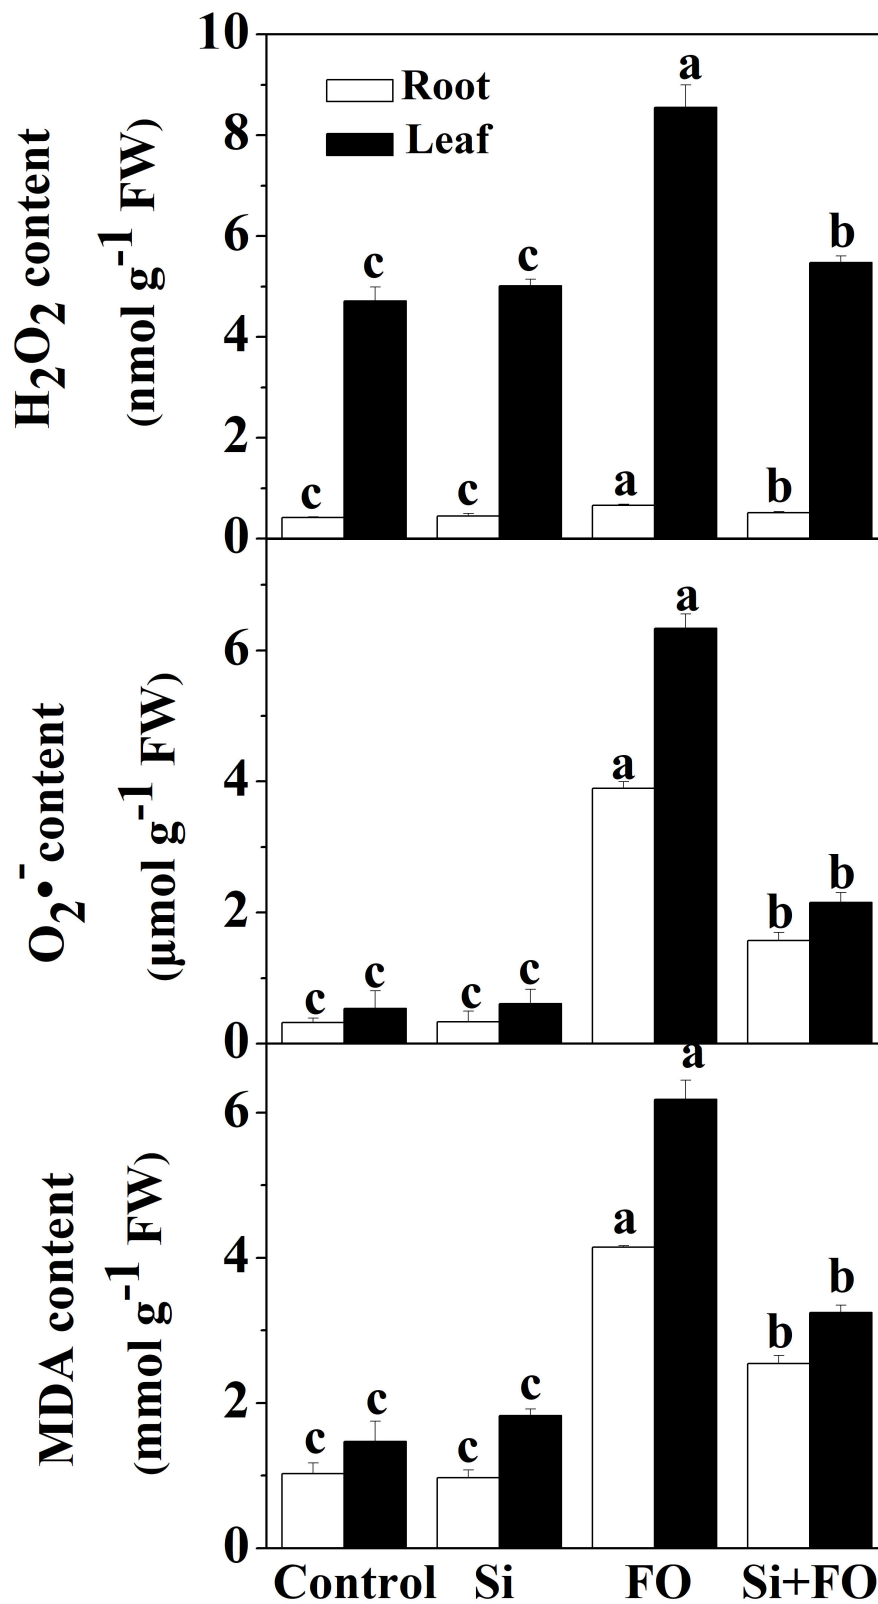 H2O2 content
(nmol g-1 FW)
10
8
6
4
2
0
Root
Leaf
c
c
c
c
a
a
b
b
O2•- content
(μmol g-1 FW)
6
4
2
0
c
c
c
c
a
a
b
b
MDA content
(mmol g-1 FW)
6
4
2
0
c
c
c
c
a
a
b
b
Control Si FO Si+FO